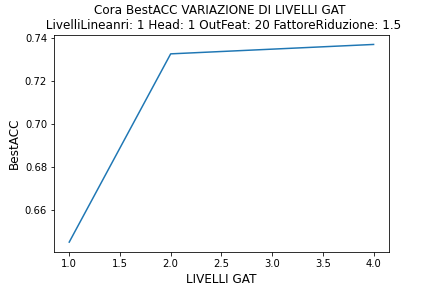 Cora BestACC VARIAZIONE DI LIVELLI GAT
LivelliLineanri: 1 Head: 1 OutFeat: 20 FattoreRiduzione: 1.5
0.74
0.72
0.70
0.68
0.66
BestACC
1.0 1.5 2.0 2.5 3.0 3.5 4.0
LIVELLI GAT